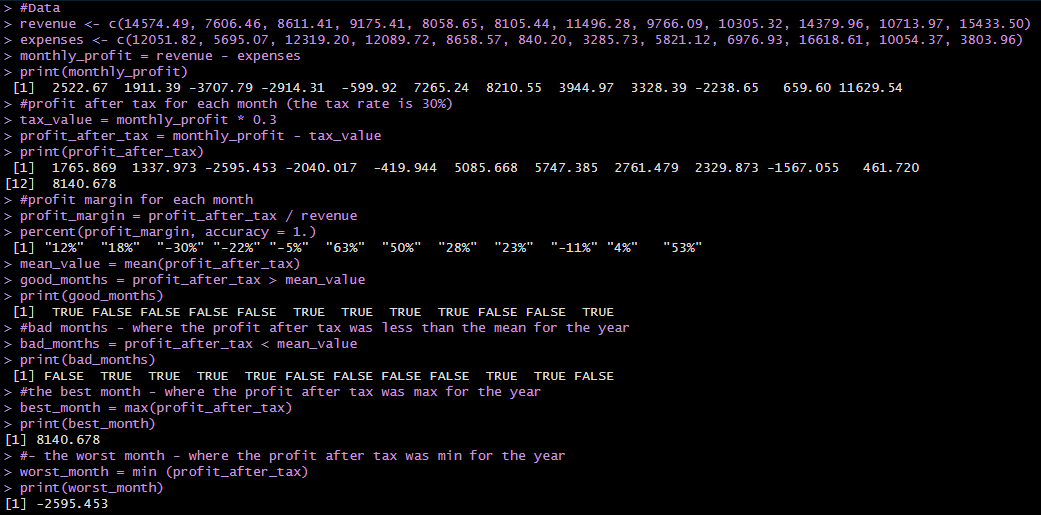 > #Data
> revenue <- c(14574.49, 7606.46, 8611.41, 9175.41, 8058.65, 8105.44, 11496.28, 9766.09, 10305.32, 14379.96, 10713.97, 15433.50)
> expenses <- c(12051.82, 5695.07, 12319.20, 12089.72, 8658.57, 840.20, 3285.73, 5821.12, 6976.93, 16618.61, 10054.37, 3803.96)
> monthly_profit = revenue - expenses
> print(monthly_profit)
[1]  2522.67  1911.39 -3707.79 -2914.31  -599.92  7265.24  8210.55  3944.97  3328.39 -2238.65   659.60 11629.54
> #profit after tax for each month (the tax rate is 30%)
> tax_value = monthly_profit * 0.3
> profit_after_tax = monthly_profit - tax_value
> print(profit_after_tax)
[1]  1765.869  1337.973 -2595.453 -2040.017  -419.944  5085.668  5747.385  2761.479  2329.873 -1567.055   461.720
[12]  8140.678
> #profit margin for each month
> profit_margin = profit_after_tax / revenue
> percent(profit_margin, accuracy = 1.)
[1] "12%"  "18%"  "-30%" "-22%" "-5%"  "63%"  "50%"  "28%"  "23%"  "-11%" "4%"   "53%"
> mean_value = mean(profit_after_tax)
> good_months = profit_after_tax > mean_value
> print(good_months)
[1]  TRUE FALSE FALSE FALSE FALSE  TRUE  TRUE  TRUE  TRUE FALSE FALSE  TRUE
> #bad months - where the profit after tax was less than the mean for the year
> bad_months = profit_after_tax < mean_value
> print(bad_months)
[1] FALSE  TRUE  TRUE  TRUE  TRUE FALSE FALSE FALSE FALSE  TRUE  TRUE FALSE
> #the best month - where the profit after tax was max for the year
> best_month = max(profit_after_tax)
> print(best_month)
[1] 8140.678
> #- the worst month - where the profit after tax was min for the year
> worst_month = min (profit_after_tax)
> print(worst_month)
[1] -2595.453